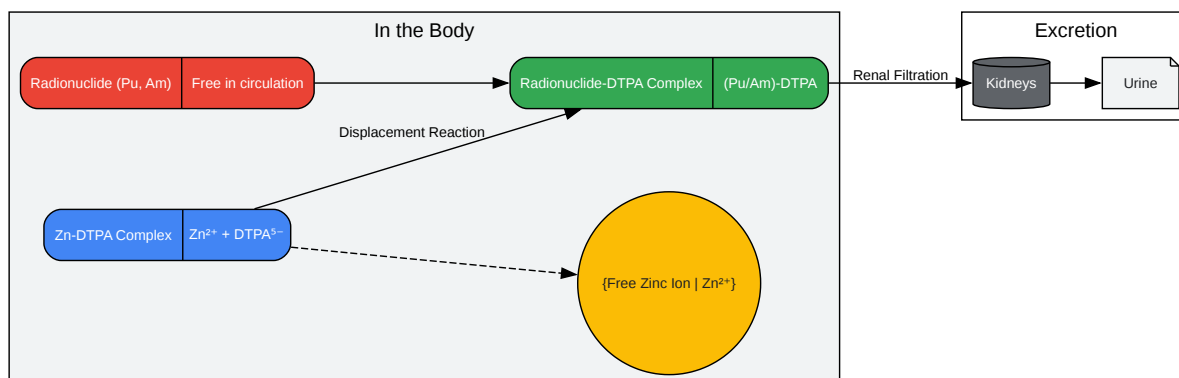 In the Body
Excretion
Radionuclide (Pu, Am)
Free in circulation
Radionuclide-DTPA Complex
(Pu/Am)-DTPA
Renal Filtration
Kidneys
Urine
Displacement Reaction
Zn-DTPA Complex
Zn²⁺ + DTPA⁵⁻
{Free Zinc Ion | Zn²⁺}